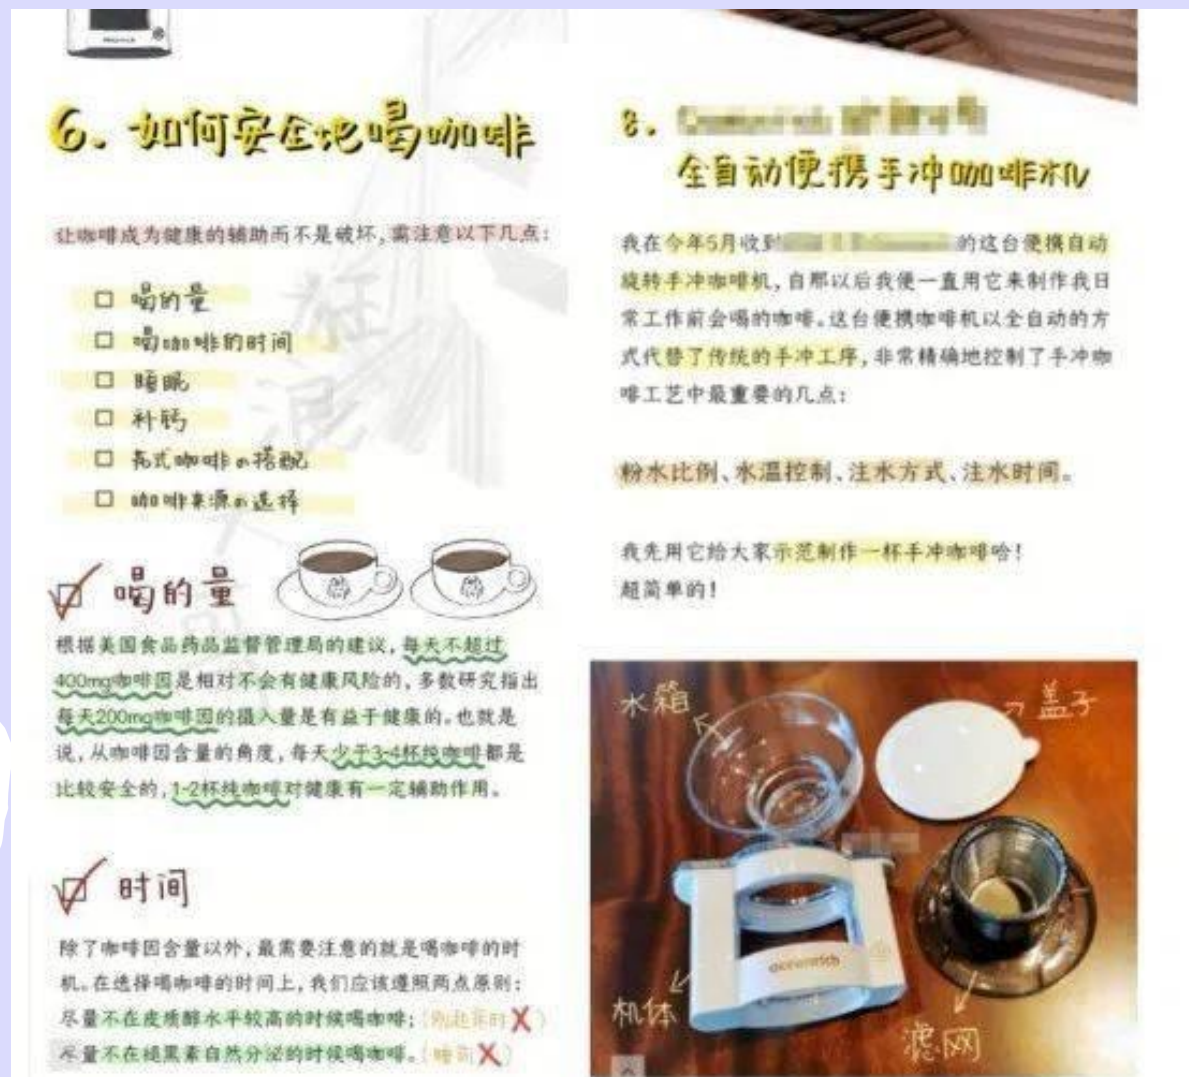 6. 如何安全地喝咖啡
让咖啡成为健康的辅助而不是破坏,需注意以下几点:
喝的量
喝咖啡的时间
睡眠
补钙
花式咖啡の搭配
咖啡来源の选择
喝的量
根据美国食品药品监督管理局的建议,每天不超过
400mg咖啡因是相对不会有健康风险的,多数研究指出
每天200mg咖啡因的摄入量是有益于健康的。也就是
说,从咖啡因含量的角度,每天少于3-4杯纯咖啡都是
比较安全的,1-2杯纯咖啡对健康有一定辅助作用。
时间
除了咖啡因含量以外,最需要注意的就是喝咖啡的时
机。在选择喝咖啡的时间上,我们应该遵照两点原则:
尽量不在皮质醇水平较高的时候喝咖啡;(刚起床时 X )
尽量不在褪黑素自然分泌的时候喝咖啡。(睡前 X )
8.
全自动便携手冲咖啡机
我在今年5月收到 的这台便携自动
旋转手冲咖啡机,自那以后我便一直用它来制作我日
常工作前会喝的咖啡。这台便携咖啡机以全自动的方
式代替了传统的手冲工序,非常精确地控制了手冲咖
啡工艺中最重要的几点:
粉水比例、水温控制、注水方式、注水时间。
我先用它给大家示范制作一杯手冲咖啡哈!
超简单的!
水箱
盖子
oceanrich
机体
滤网